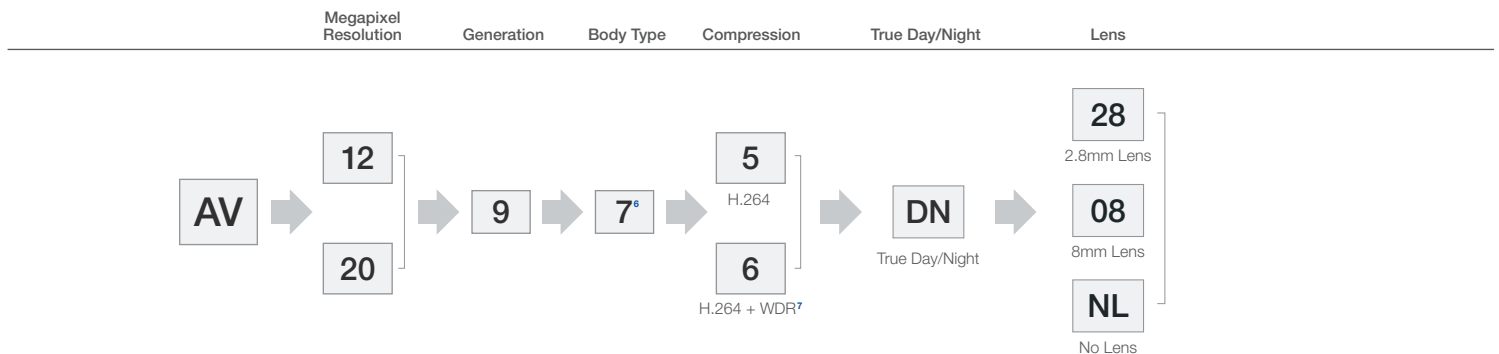 Megapixel
Resolution
Generation
Body Type
Compression
True Day/Night
Lens
AV
12
20
9
7⁶
5
H.264
6
H.264 + WDR⁷
DN
True Day/Night
28
2.8mm Lens
08
8mm Lens
NL
No Lens